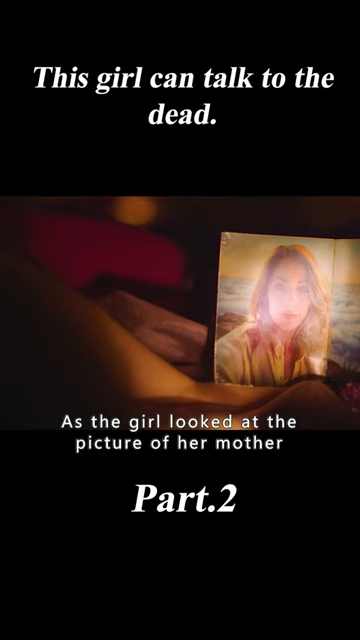 This girl can talk to the
dead.
As the girl looked at the
picture of her mother
Part.2